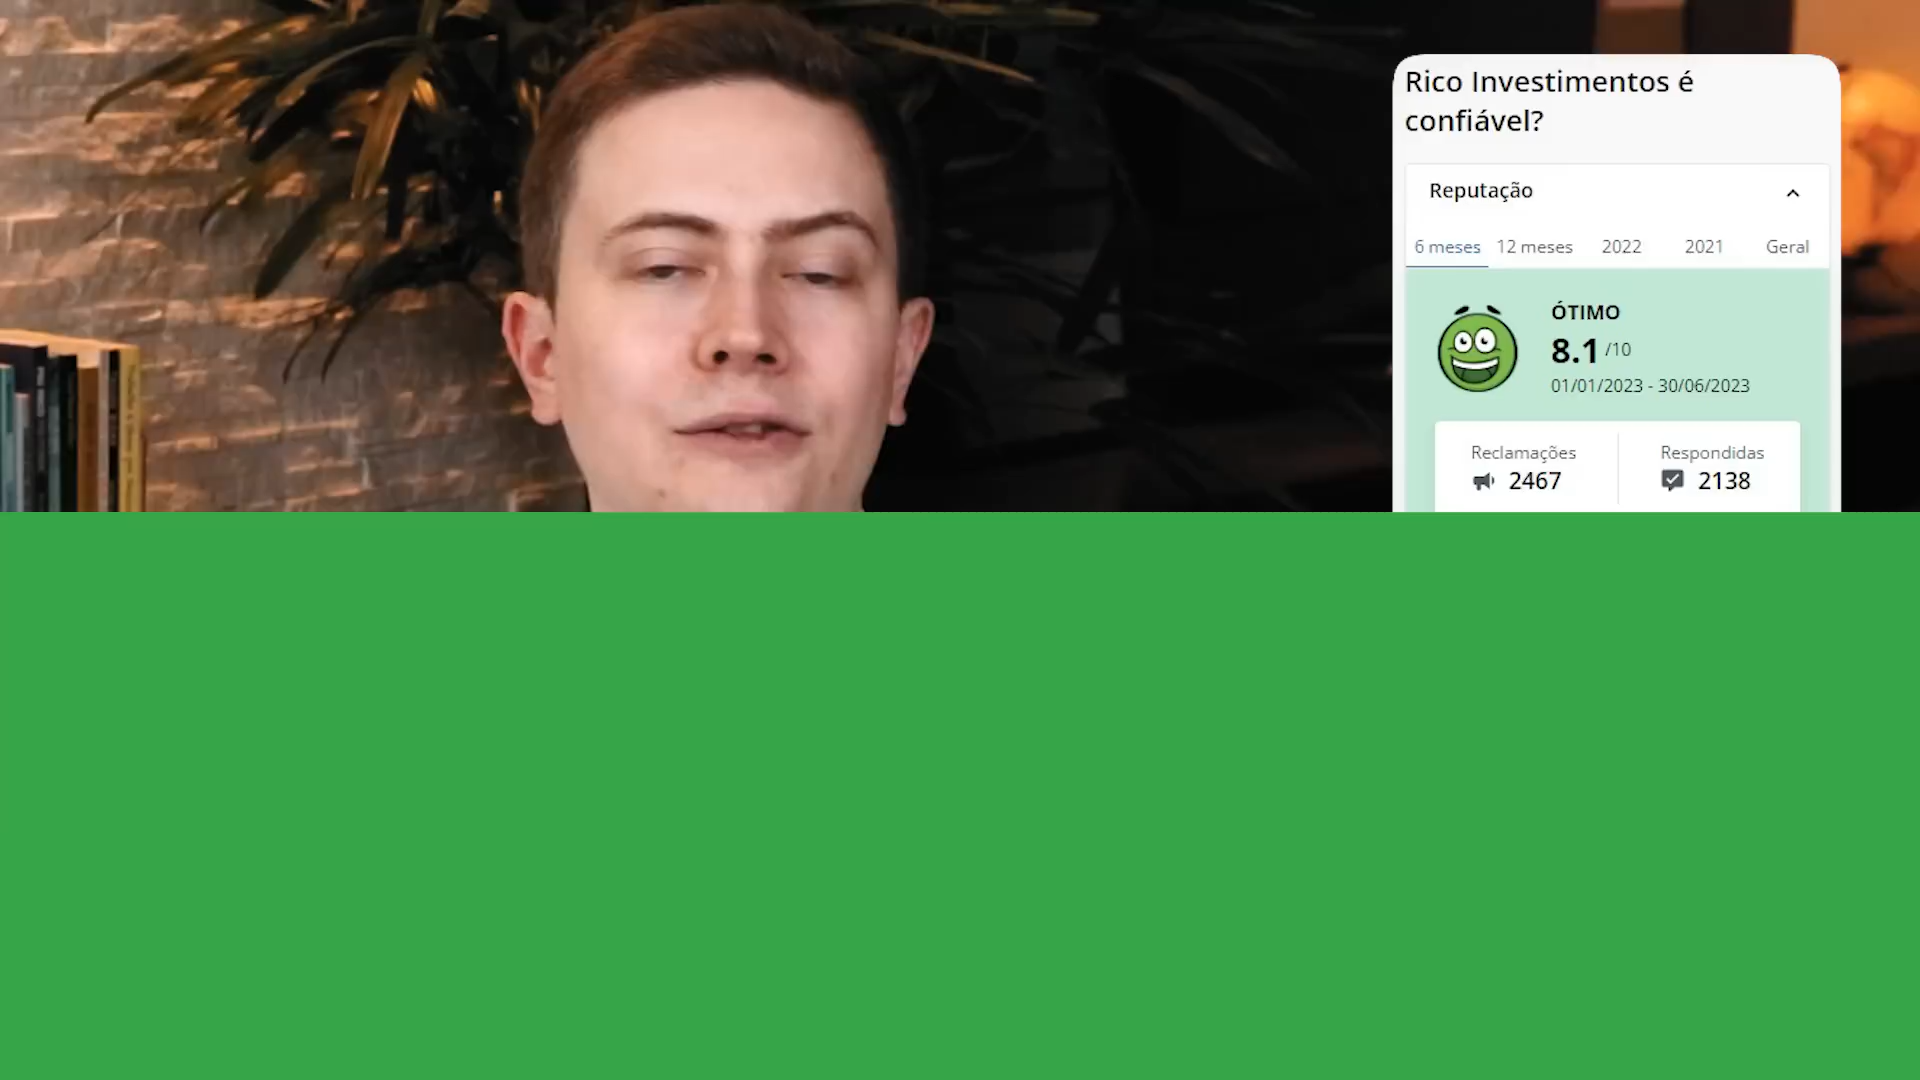 Rico Investimentos é
confiável?
Reputação
6 meses 12 meses 2022 2021 Geral
ÓTIMO
8.1 /10
01/01/2023 - 30/06/2023
Reclamações Respondidas
2467 2138